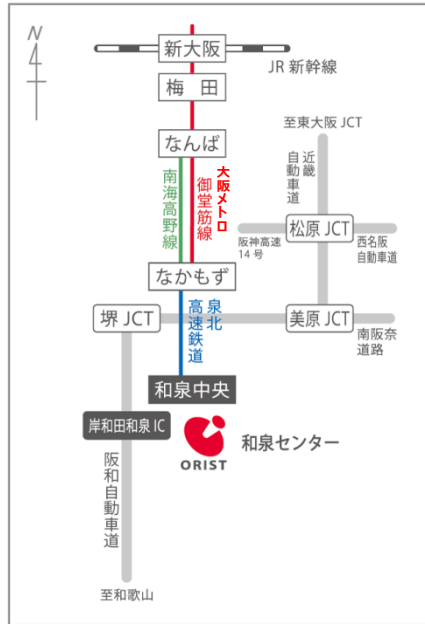 N
新大阪
JR 新幹線
梅 田
至東大阪 JCT
なんば
近畿
自動車道
南海高野線
大阪メトロ
御堂筋線
松原 JCT
阪神高速
14 号
西名阪
自動車道
なかもず
泉北
高速鉄道
堺 JCT
美原 JCT
南阪奈
道路
和泉中央
岸和田和泉 IC
ORIST
和泉センター
阪和自動車道
至和歌山